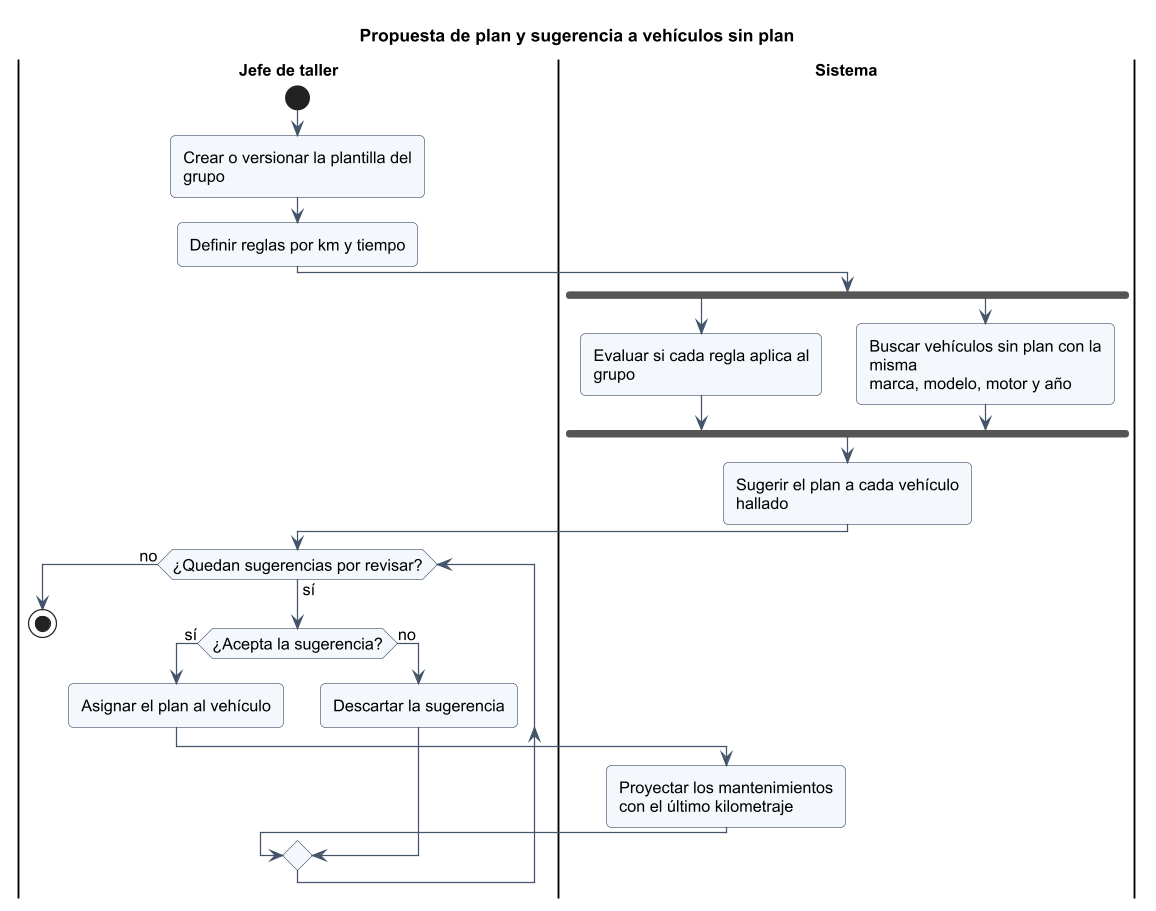 Propuesta de plan y sugerencia a vehículos sin plan
Jefe de taller
Sistema
Crear o versionar la plantilla del
grupo
Definir reglas por km y tiempo
Evaluar si cada regla aplica al
grupo
Buscar vehículos sin plan con la
misma
marca, modelo, motor y año
Sugerir el plan a cada vehículo
hallado
no
¿Quedan sugerencias por revisar?
sí
sí
¿Acepta la sugerencia?
no
Asignar el plan al vehículo
Descartar la sugerencia
Proyectar los mantenimientos
con el último kilometraje